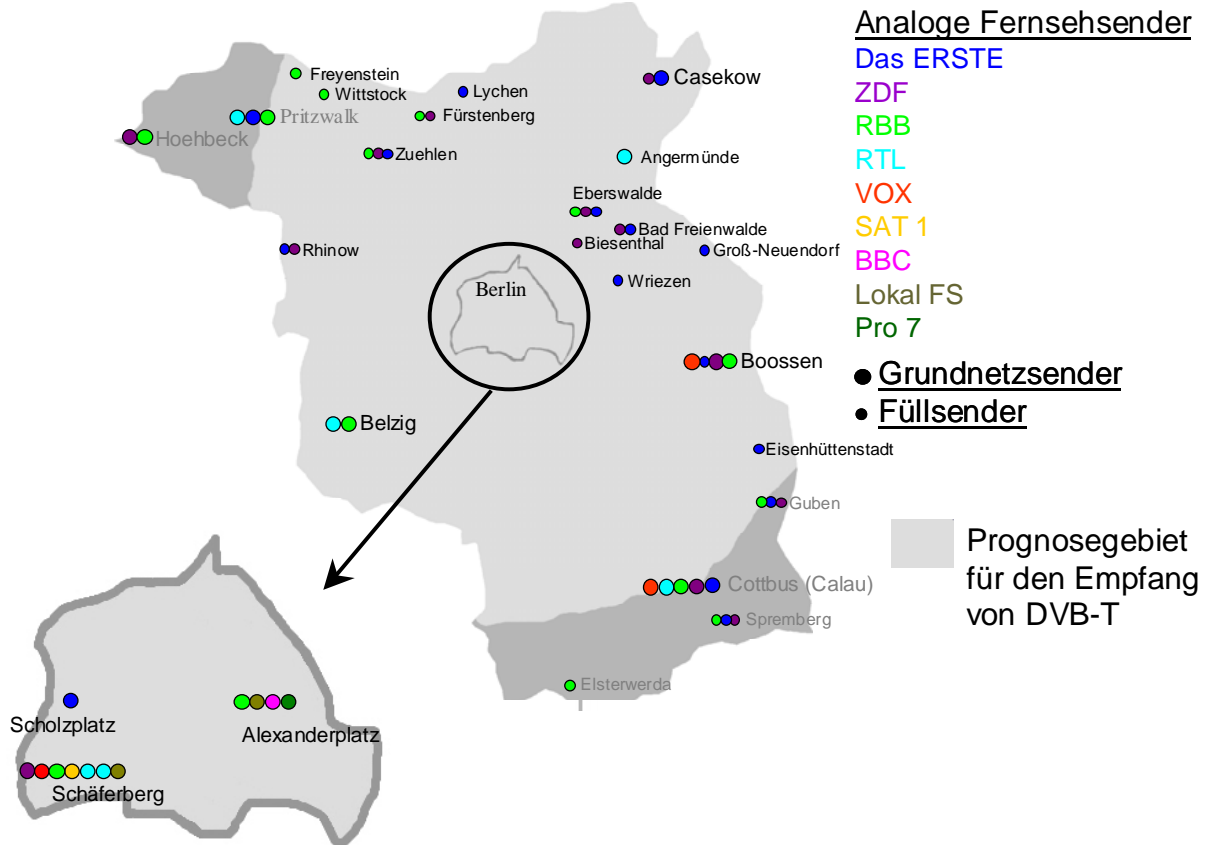 Analoge Fernsehsender
Das ERSTE
ZDF
RBB
RTL
VOX
SAT 1
BBC
Lokal FS
Pro 7
Grundnetzsender
Füllsender
Prognosegebiet
für den Empfang
von DVB-T
Freyenstein
Wittstock
Lychen
Casekow
Pritzwalk
Fürstenberg
Hoehbeck
Zuehlen
Angermünde
Eberswalde
Bad Freienwalde
Biesenthal
Groß-Neuendorf
Rhinow
Wriezen
Berlin
Boossen
Belzig
Eisenhüttenstadt
Guben
Cottbus (Calau)
Spremberg
Elsterwerda
Scholzplatz
Alexanderplatz
Schäferberg